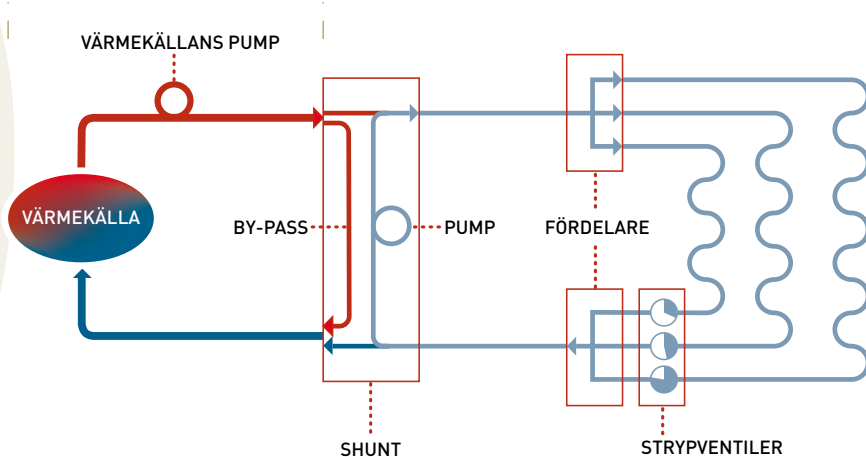 VÄRMEKÄLLANS PUMP
VÄRMEKÄLLA
BY-PASS
PUMP
FÖRDELARE
SHUNT
STRYPVENTILER